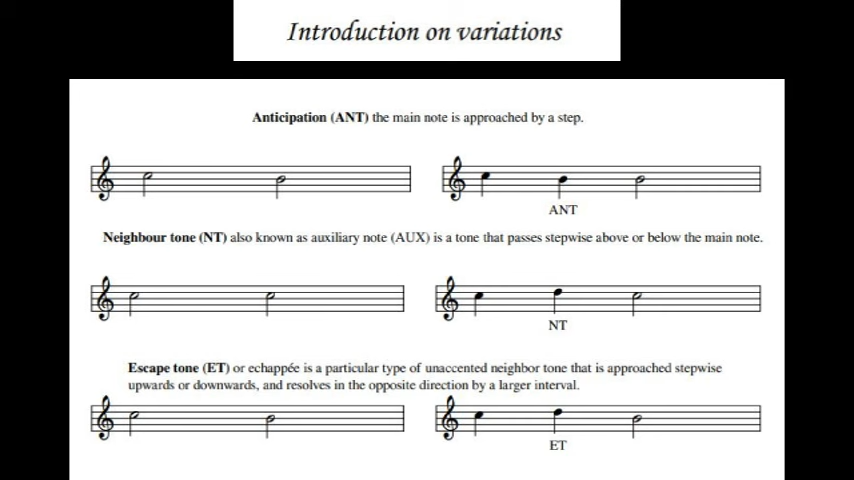 Introduction on variations
Anticipation (ANT) the main note is approached by a step.
ANT
Neighbour tone (NT) also known as auxiliary note (AUX) is a tone that passes stepwise above or below the main note.
NT
Escape tone (ET) or echappée is a particular type of unaccented neighbor tone that is approached stepwise
upwards or downwards, and resolves in the opposite direction by a larger interval.
ET